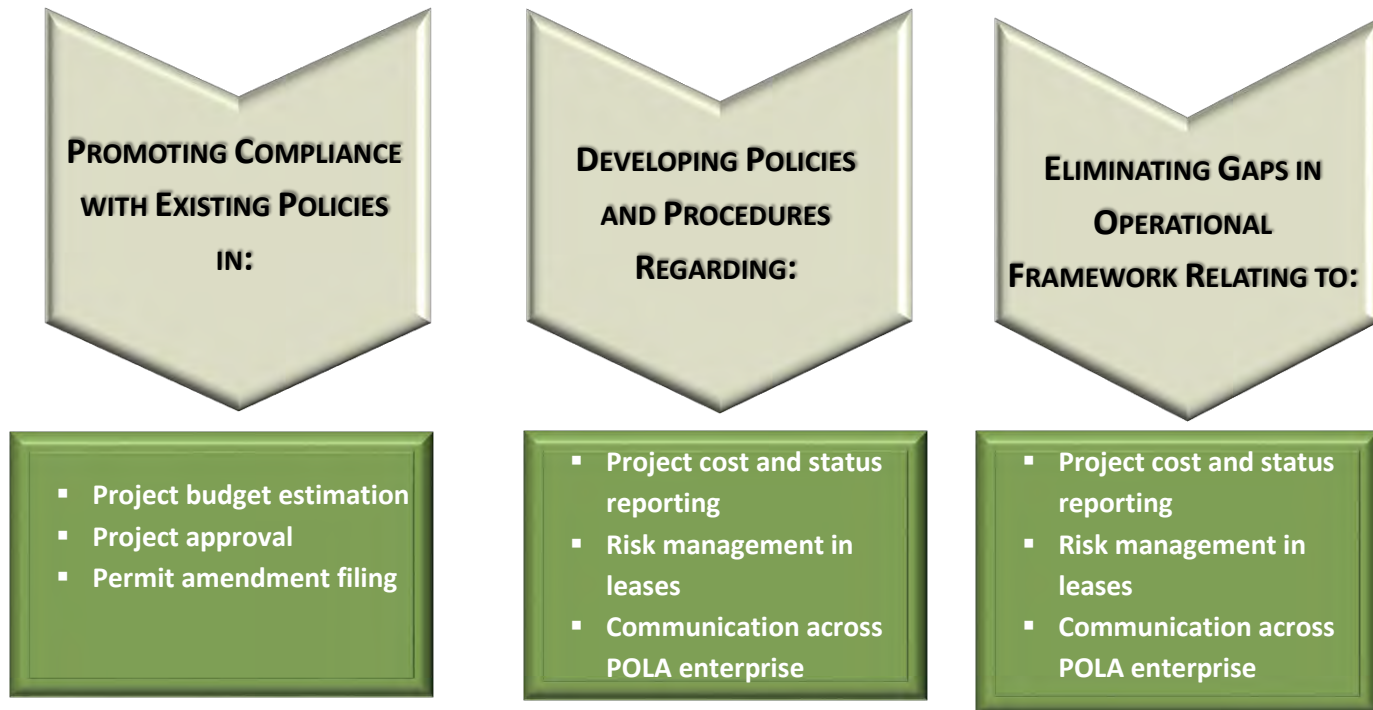 PROMOTING COMPLIANCE
WITH EXISTING POLICIES
IN:
▪ Project budget estimation
▪ Project approval
▪ Permit amendment filing
DEVELOPING POLICIES
AND PROCEDURES
REGARDING:
▪ Project cost and status
reporting
▪ Risk management in
leases
▪ Communication across
POLA enterprise
ELIMINATING GAPS IN
OPERATIONAL
FRAMEWORK RELATING TO:
▪ Project cost and status
reporting
▪ Risk management in
leases
▪ Communication across
POLA enterprise